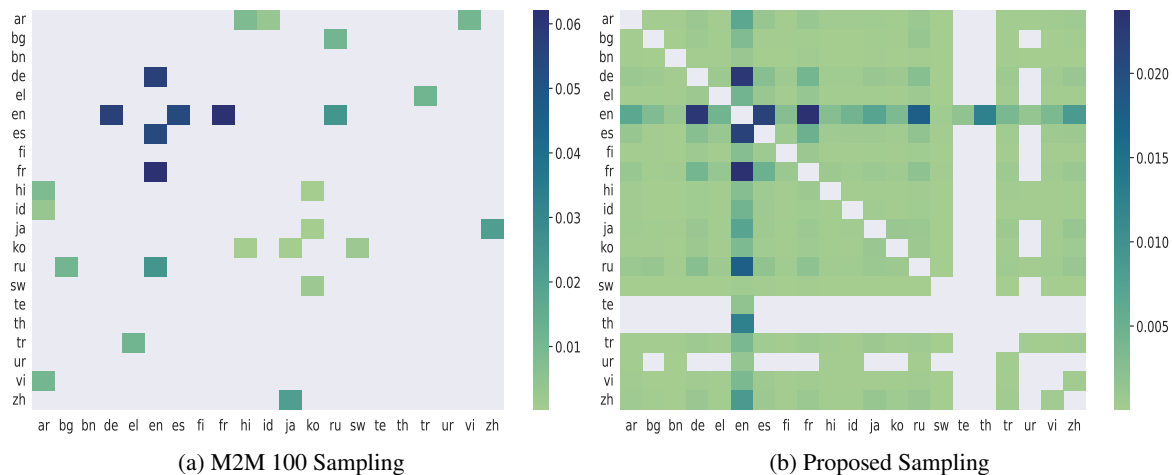 ar
bg
bn
de
el
en
es
fi
fr
hi
id
ja
ko
ru
sw
te
th
tr
ur
vi
zh
ar bg bn de el en es fi fr hi id ja ko ru sw te th tr ur vi zh
0.06
0.05
0.04
0.03
0.02
0.01
(a) M2M 100 Sampling
ar
bg
bn
de
el
en
es
fi
fr
hi
id
ja
ko
ru
sw
te
th
tr
ur
vi
zh
ar bg bn de el en es fi fr hi id ja ko ru sw te th tr ur vi zh
0.020
0.015
0.010
0.005
(b) Proposed Sampling